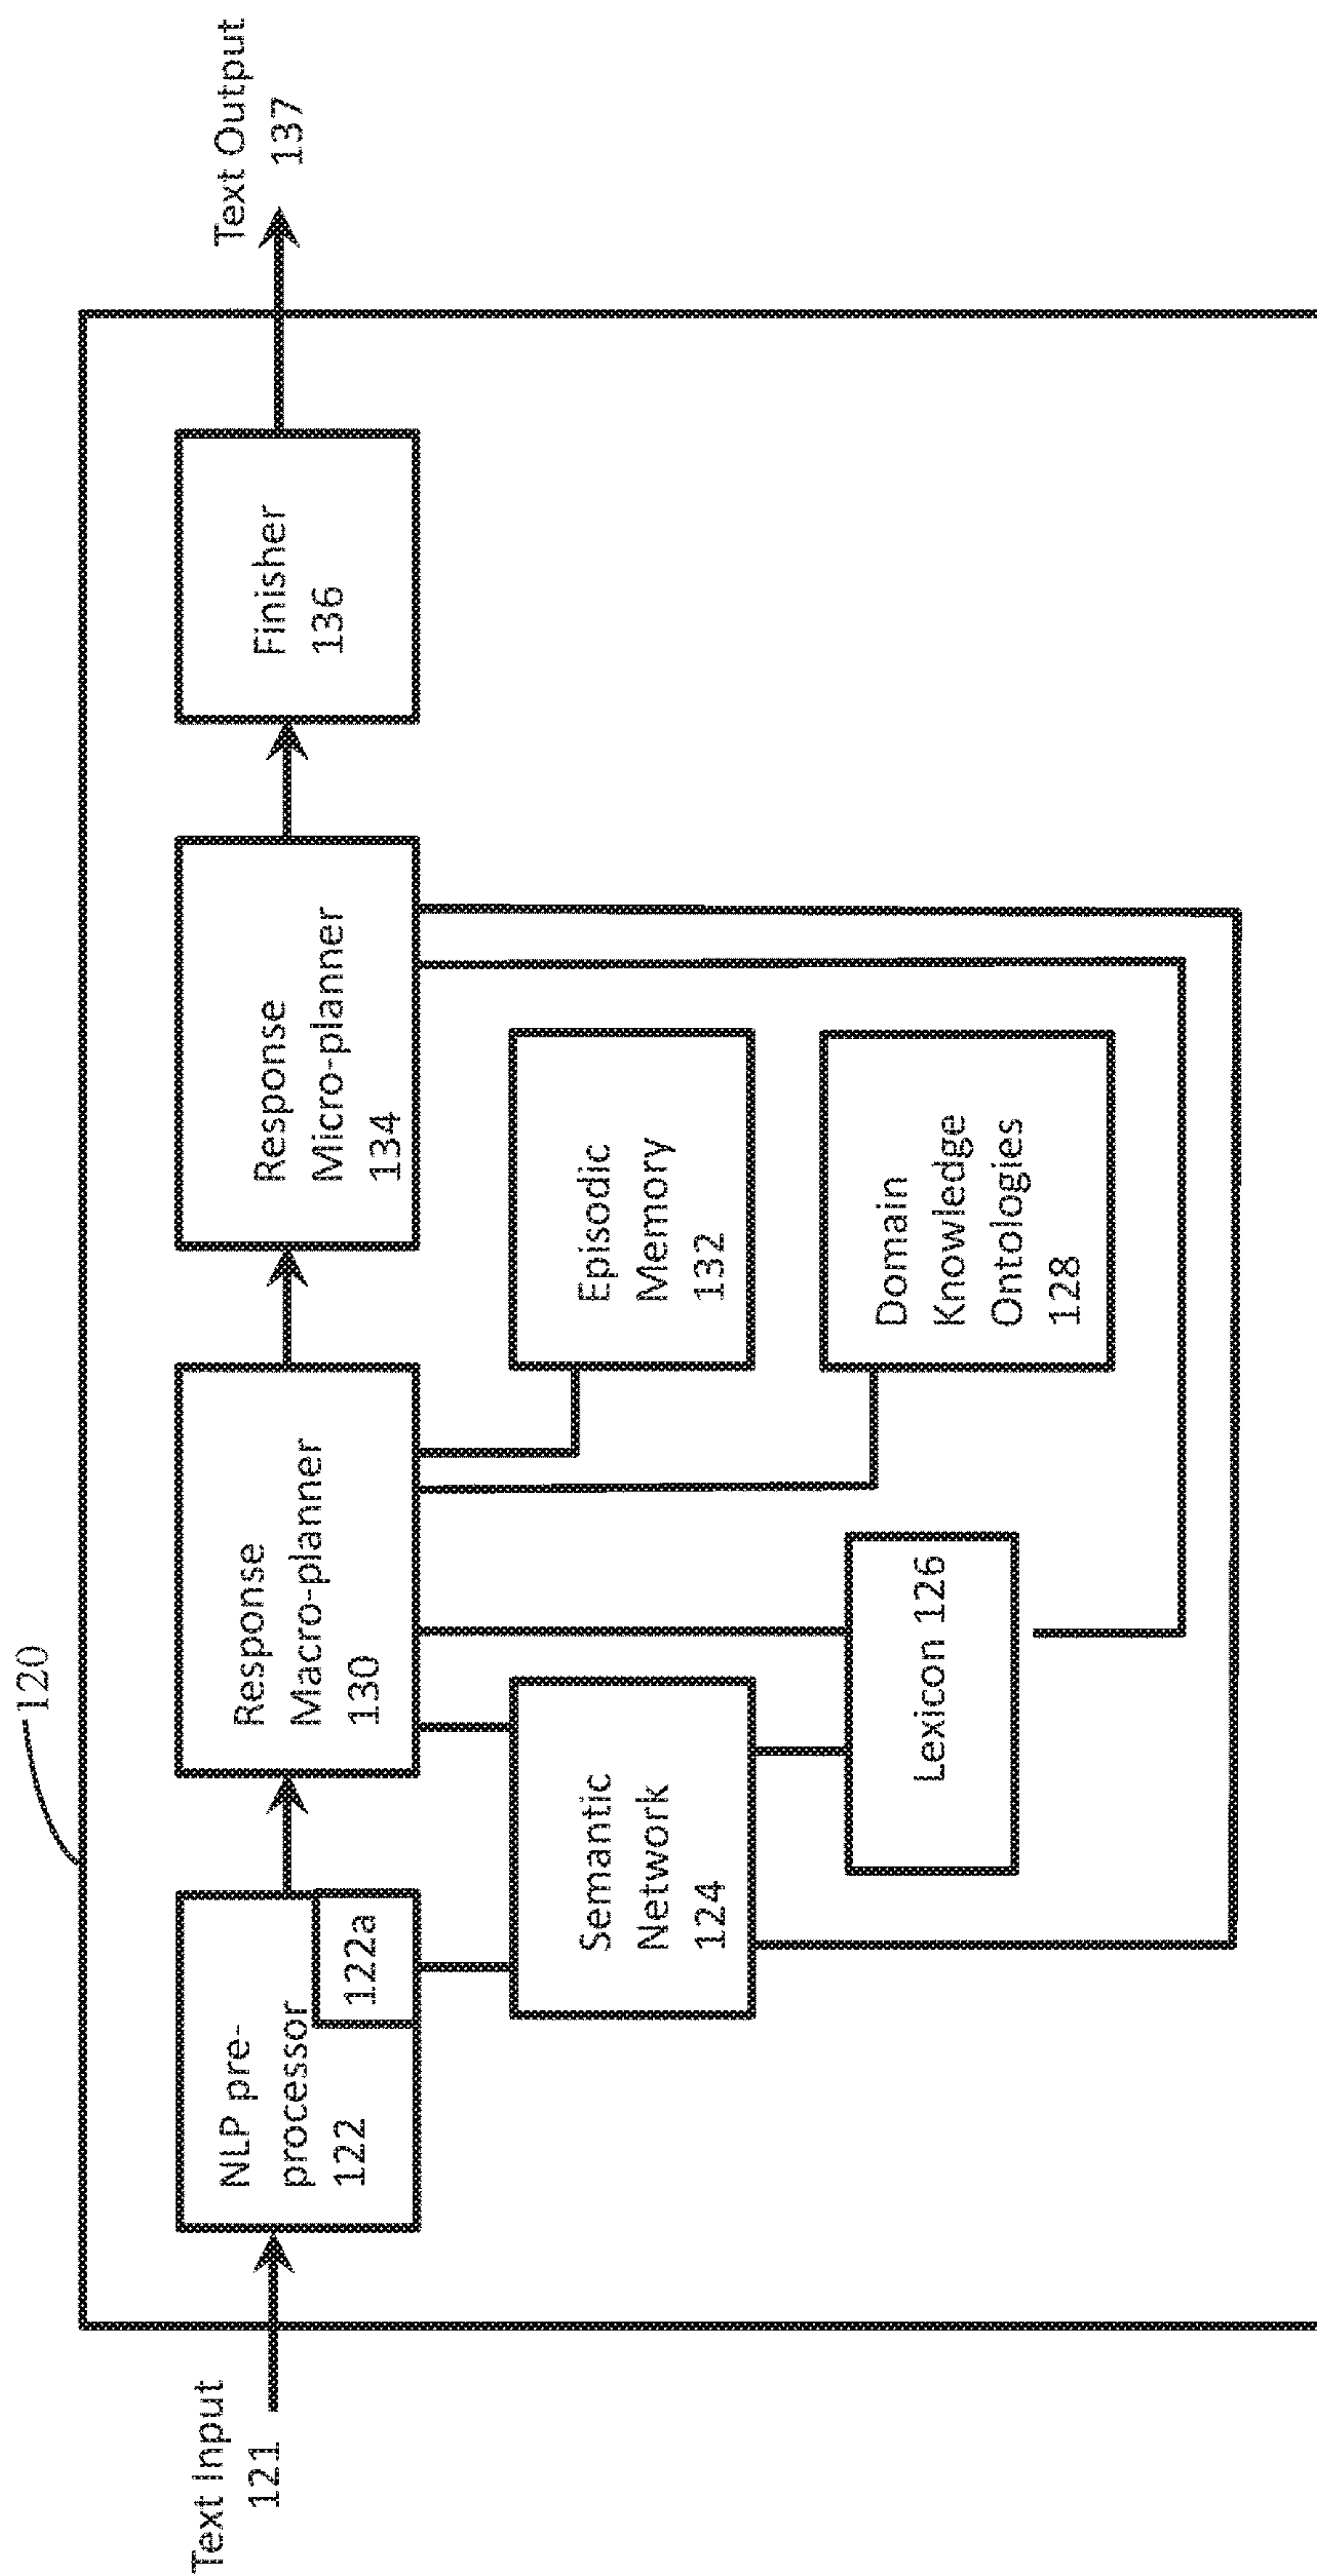 120
Text Input
121
NLP pre-
processor
122
122a
Response
Macro-planner
130
Response
Micro-planner
134
Finisher
136
Text Output
137
Semantic
Network
124
Episodic
Memory
132
Lexicon 126
Domain
Knowledge
Ontologies
128